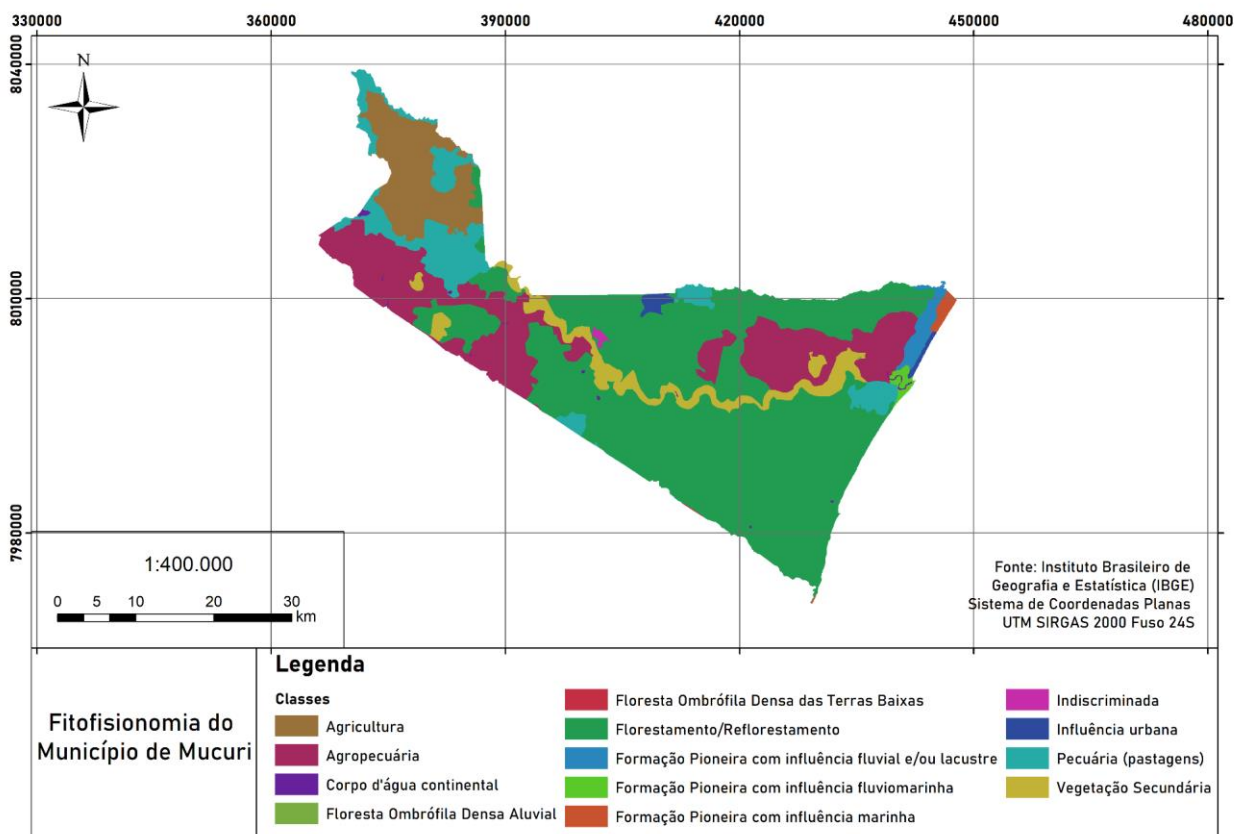 330000
360000
390000
420000
450000
480000
8040000
8010000
7980000
N
1:400.000
0 5 10 20 30
km
Fonte: Instituto Brasileiro de
Geografia e Estatística (IBGE)
Sistema de Coordenadas Planas
UTM SIRGAS 2000 Fuso 24S
Fitofisionomia do
Município de Mucuri
Legenda
Classes
Agricultura
Agropecuária
Corpo d'água continental
Floresta Ombrófila Densa Aluvial
Floresta Ombrófila Densa das Terras Baixas
Florestamento/Reflorestamento
Formação Pioneira com influência fluvial e/ou lacustre
Formação Pioneira com influência fluviomarinha
Formação Pioneira com influência marinha
Indiscriminada
Influência urbana
Pecuária (pastagens)
Vegetação Secundária